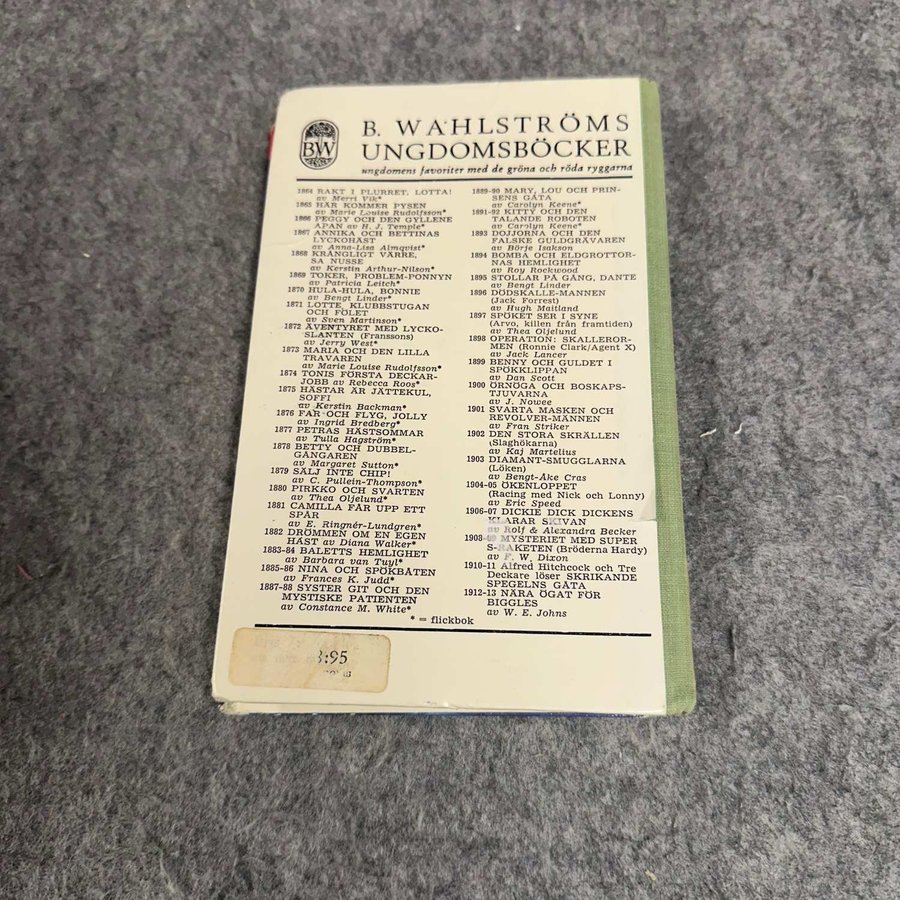 BW
B. WAHLSTRÖMS
UNGDOMSBÖCKER
ungdomens favoriter med de gröna och röda ryggarna
1864 RAKT I PLURRET, LOTTA!
av Merri Vik*
1865 HÄR KOMMER PYSEN
av Marie Louise Rudolfsson*
1866 PEGGY OCH DEN GYLLENE
APAN av H. J. Temple*
1867 ANNIKA OCH BETTINAS
LYCKOHÄST
av Anna-Lisa Almqvist*
1868 KRÅNGLIGT VÄRRE,
SA NUSSE
av Kerstin Arthur-Nilson*
1869 TOKER, PROBLEM-PONNYN
av Patricia Leitch*
1870 HULA-HULA, BONNIE
av Bengt Linder*
1871 LOTTE, KLUBBSTUGAN
OCH FÖLET
av Sven Martinson*
1872 ÄVENTYRET MED LYCKO-
SLANTEN (Franssons)
av Jerry West*
1873 MARIA OCH DEN LILLA
TRAVAREN
av Marie Louise Rudolfsson*
1874 TONIS FÖRSTA DECKAR-
JOBB av Rebecca Roos*
1875 HÄSTAR ÄR JÄTTEKUL,
SOFFI
av Kerstin Backman*
1876 FAR OCH FLYG, JOLLY
av Ingrid Bredberg*
1877 PETRAS HÄSTSOMMAR
av Tulla Hagström*
1878 BETTY OCH DUBBEL-
GÅNGAREN
av Margaret Sutton*
1879 SÄLJ INTE CHIP!
av C. Pullein-Thompson*
1880 PIRKKO OCH SVARTEN
av Thea Oljelund*
1881 CAMILLA FÅR UPP ETT
SPÅR
av E. Ringnér-Lundgren*
1882 DRÖMMEN OM EN EGEN
HÄST av Diana Walker*
1883-84 BALETTS HEMLIGHET
av Barbara van Tuyl*
1885-86 NINA OCH SPÖKBÅTEN
av Frances K. Judd*
1887-88 SYSTER GIT OCH DEN
MYSTISKE PATIENTEN
av Constance M. White*
1889-90 MARY, LOU OCH PRIN-
SENS GÅTA
av Carolyn Keene*
1891-92 KITTY OCH DEN
TALANDE ROBOTEN
av Carolyn Keene*
1893 DOJJORNA OCH DEN
FALSKE GULDGRÄVAREN
av Börje Isakson
1894 BOMBA OCH ELDGROTTOR-
NAS HEMLIGHET
av Roy Rockwood
1895 STOLLAR PÅ GÅNG, DANTE
av Bengt Linder
1896 DÖDSKALLE-MANNEN
(Jack Forrest)
av Hugh Maitland
1897 SPÖKET SER I SYNE
(Arvo, killen från framtiden)
av Thea Oljelund
1898 OPERATION: SKALLEROR-
MEN (Ronnie Clark/Agent X)
av Jack Lancer
1899 BENNY OCH GULDET I
SPÖKKLIPPAN
av Dan Scott
1900 ÖRNÖGA OCH BOSKAPS-
TJUVARNA
av J. Nowee
1901 SVARTA MASKEN OCH
REVOLVER-MÄNNEN
av Fran Striker
1902 DEN STORA SKRÄLLEN
(Slaghökarna)
av Kaj Martelius
1903 DIAMANT-SMUGGLARNA
(Löken)
av Bengt-Åke Cras
1904-05 ÖKENLOPPET
(Racing med Nick och Lonny)
av Eric Speed
1906-07 DICKIE DICK DICKENS
KLARAR SKIVAN
av Rolf & Alexandra Becker
1908-09 MYSTERIET MED SUPER
S-RAKETEN (Bröderna Hardy)
av F. W. Dixon
1910-11 Alfred Hitchcock och Tre
Deckare löser SKRIKANDE
SPEGELNS GÅTA
1912-13 NÄRA ÖGAT FÖR
BIGGLES
av W. E. Johns
* = flickbok
8:95